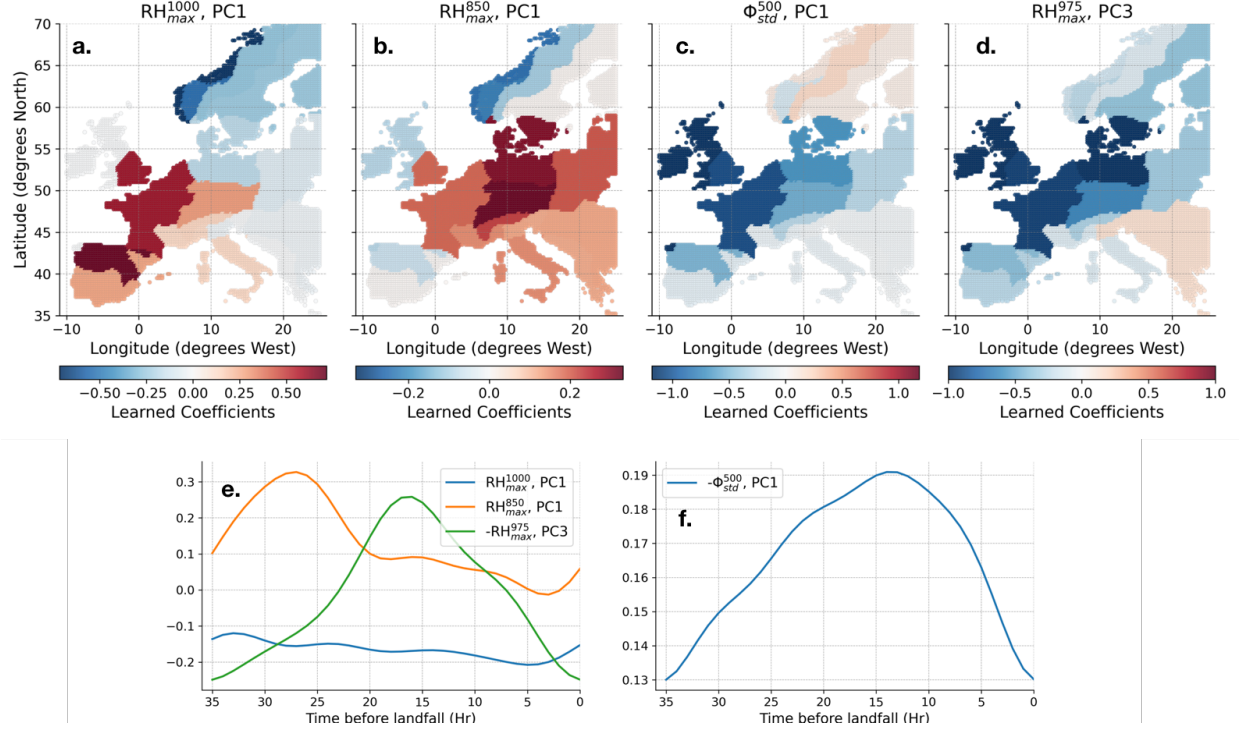 RH^{1000}_{max}, PC1
RH^{850}_{max}, PC1
Φ^{500}_{std}, PC1
RH^{975}_{max}, PC3
a.
b.
c.
d.
70
65
60
55
50
45
40
35
Latitude (degrees North)
−10 0 10 20
−10 0 10 20
−10 0 10 20
−10 0 10 20
Longitude (degrees West)
Longitude (degrees West)
Longitude (degrees West)
Longitude (degrees West)
−0.50 −0.25 0.00 0.25 0.50
−0.2 0.0 0.2
−1.0 −0.5 0.0 0.5 1.0
−1.0 −0.5 0.0 0.5 1.0
Learned Coefficients
Learned Coefficients
Learned Coefficients
Learned Coefficients
e.
RH^{1000}_{max}, PC1
RH^{850}_{max}, PC1
-RH^{975}_{max}, PC3
0.3
0.2
0.1
0.0
−0.1
−0.2
35 30 25 20 15 10 5 0
Time before landfall (Hr)
-Φ^{500}_{std}, PC1
f.
0.19
0.18
0.17
0.16
0.15
0.14
0.13
35 30 25 20 15 10 5 0
Time before landfall (Hr)